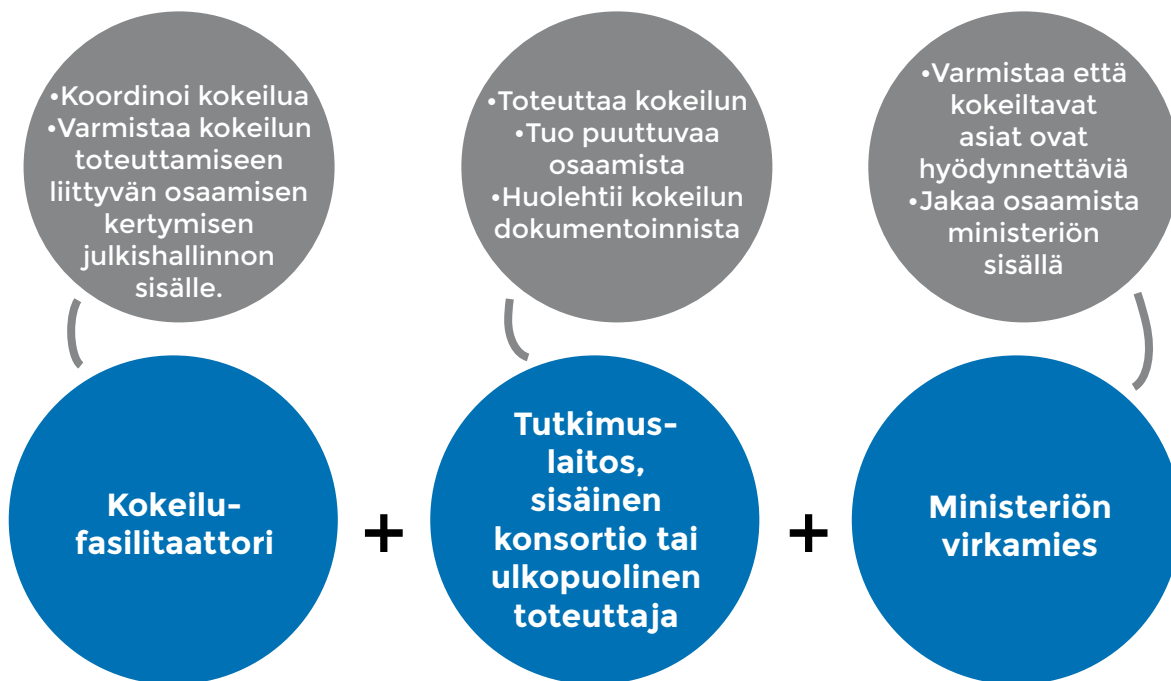 •Koordinoi kokeilua
•Varmistaa kokeilun
toteuttamiseen
liittyvän osaamisen
kertymisen
julkishallinnon
sisälle.
•Toteuttaa kokeilun
•Tuo puuttuvaa
osaamista
•Huolehtii kokeilun
dokumentoinnista
•Varmistaa että
kokeiltavat
asiat ovat
hyödynnettäviä
•Jakaa osaamista
ministeriön
sisällä
Kokeilu-
fasilitaattori
+
Tutkimus-
laitos,
sisäinen
konsortio tai
ulkopuolinen
toteuttaja
+
Ministeriön
virkamies